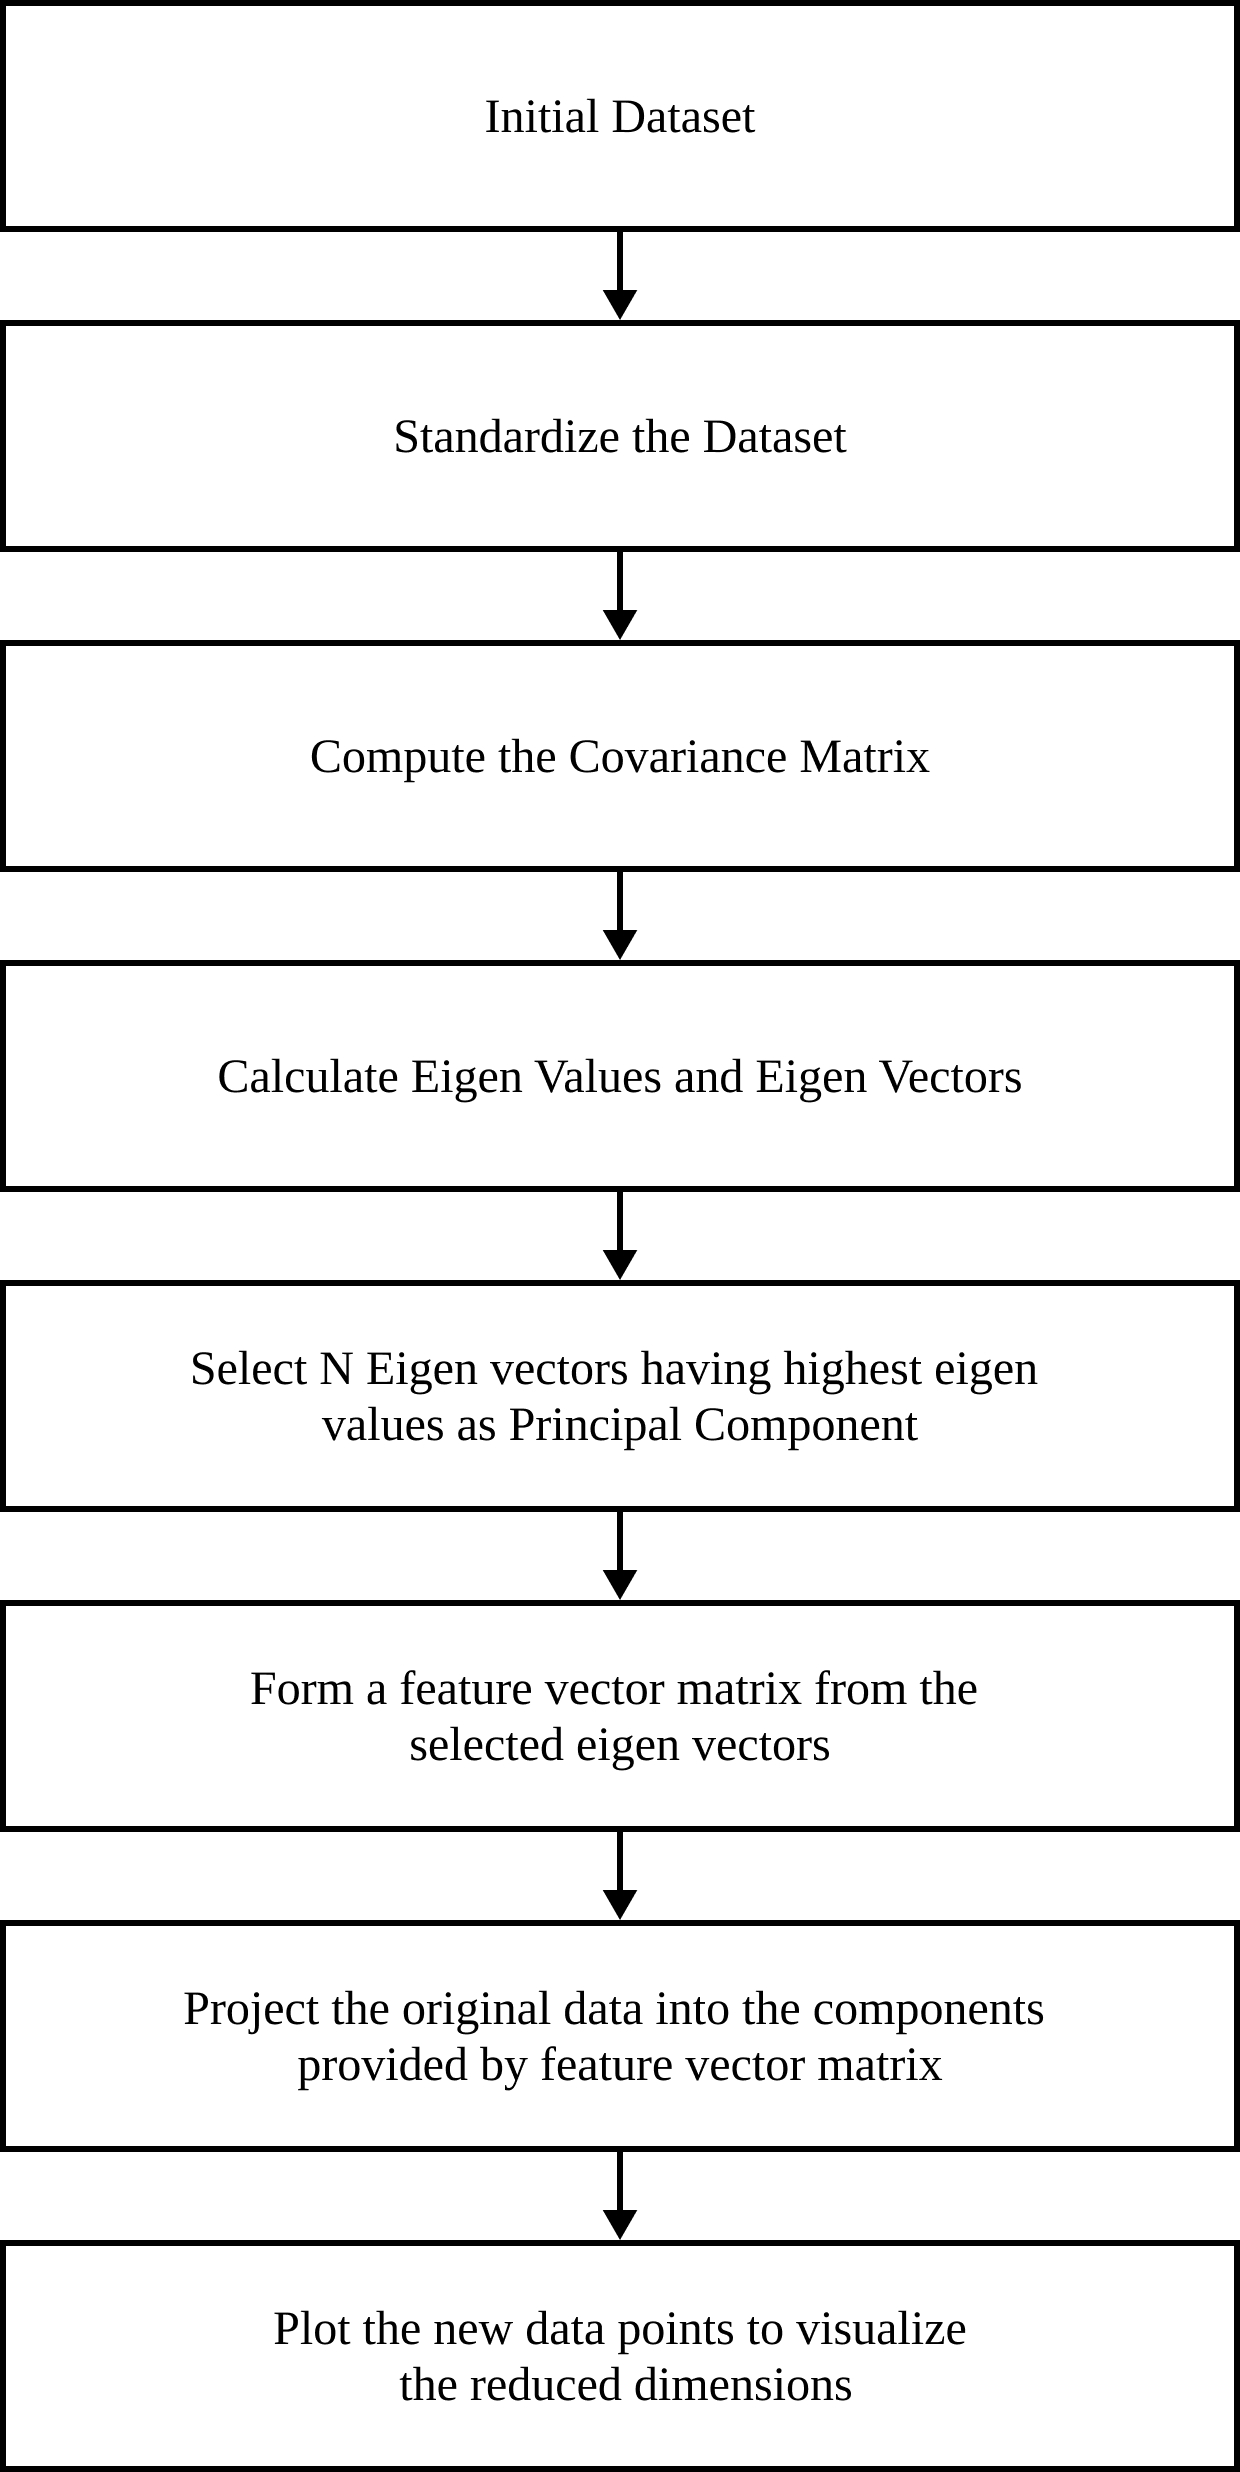 Initial Dataset
Standardize the Dataset
Compute the Covariance Matrix
Calculate Eigen Values and Eigen Vectors
Select N Eigen vectors having highest eigen
values as Principal Component
Form a feature vector matrix from the
selected eigen vectors
Project the original data into the components
provided by feature vector matrix
Plot the new data points to visualize
the reduced dimensions